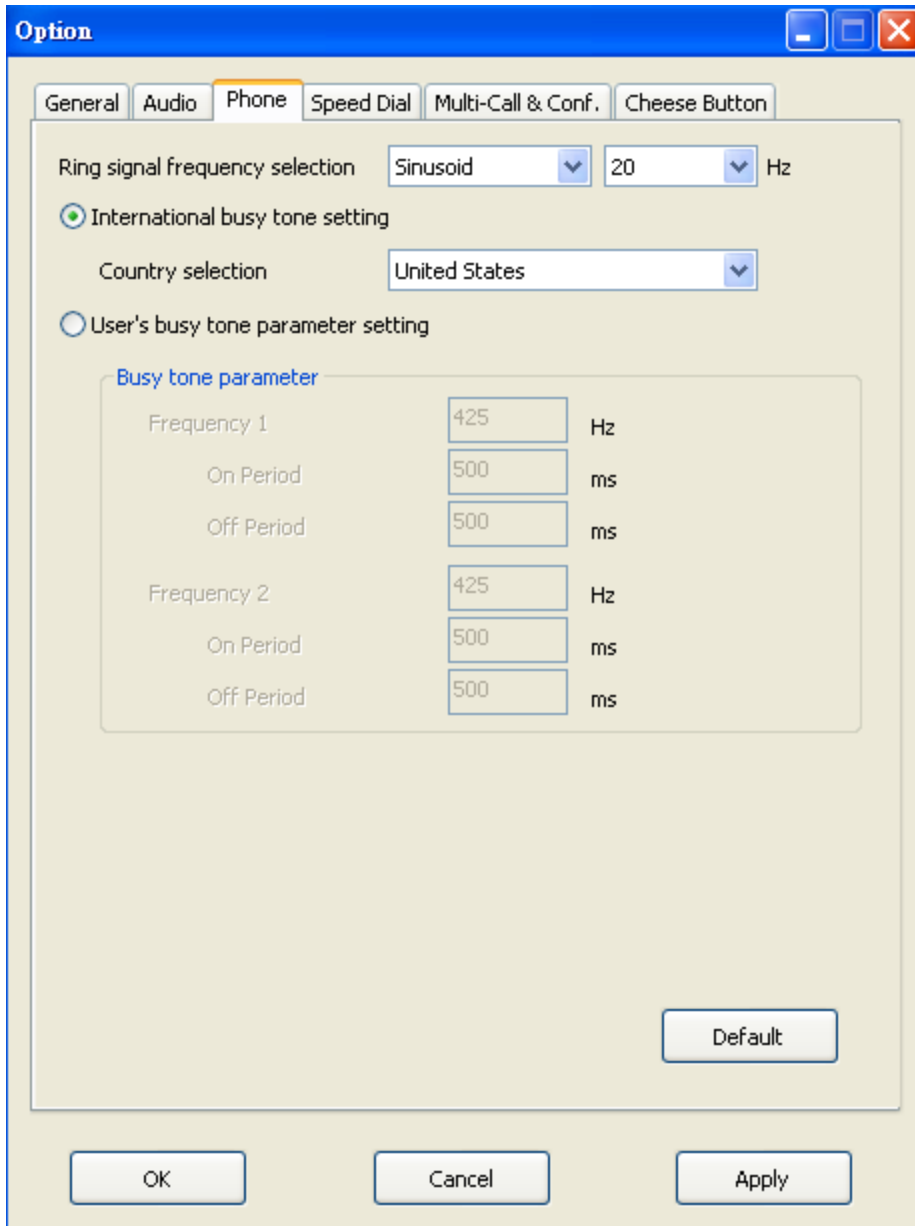 Option
General Audio Phone Speed Dial Multi-Call & Conf. Cheese Button
Ring signal frequency selection Sinusoid 20 Hz
International busy tone setting
Country selection United States
User's busy tone parameter setting
Busy tone parameter
Frequency 1 425 Hz
On Period 500 ms
Off Period 500 ms
Frequency 2 425 Hz
On Period 500 ms
Off Period 500 ms
Default
OK Cancel Apply